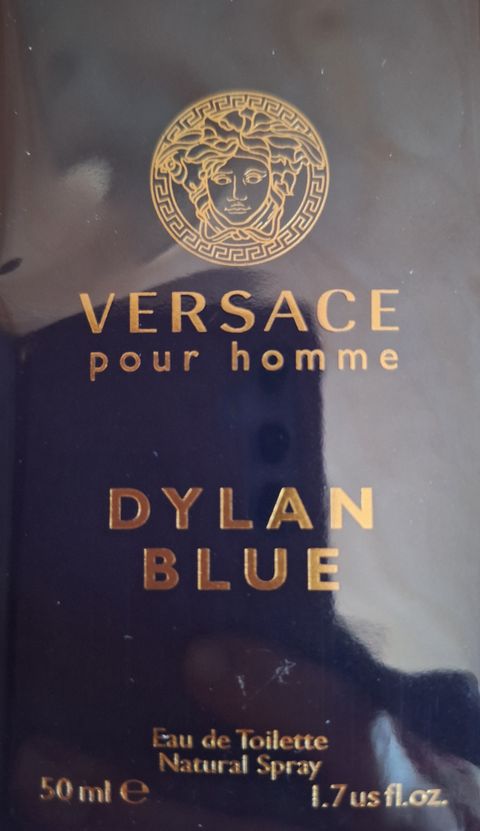 VERSACE
pour homme
DYLAN
BLUE
Eau de Toilette
Natural Spray
50 ml ℮ 1.7 us fl.oz.